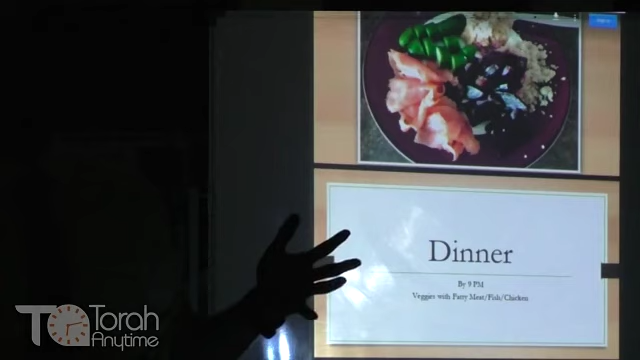 Dinner
By 9 PM
Veggies with Fatty Meat/Fish/Chicken
Torah
Anytime